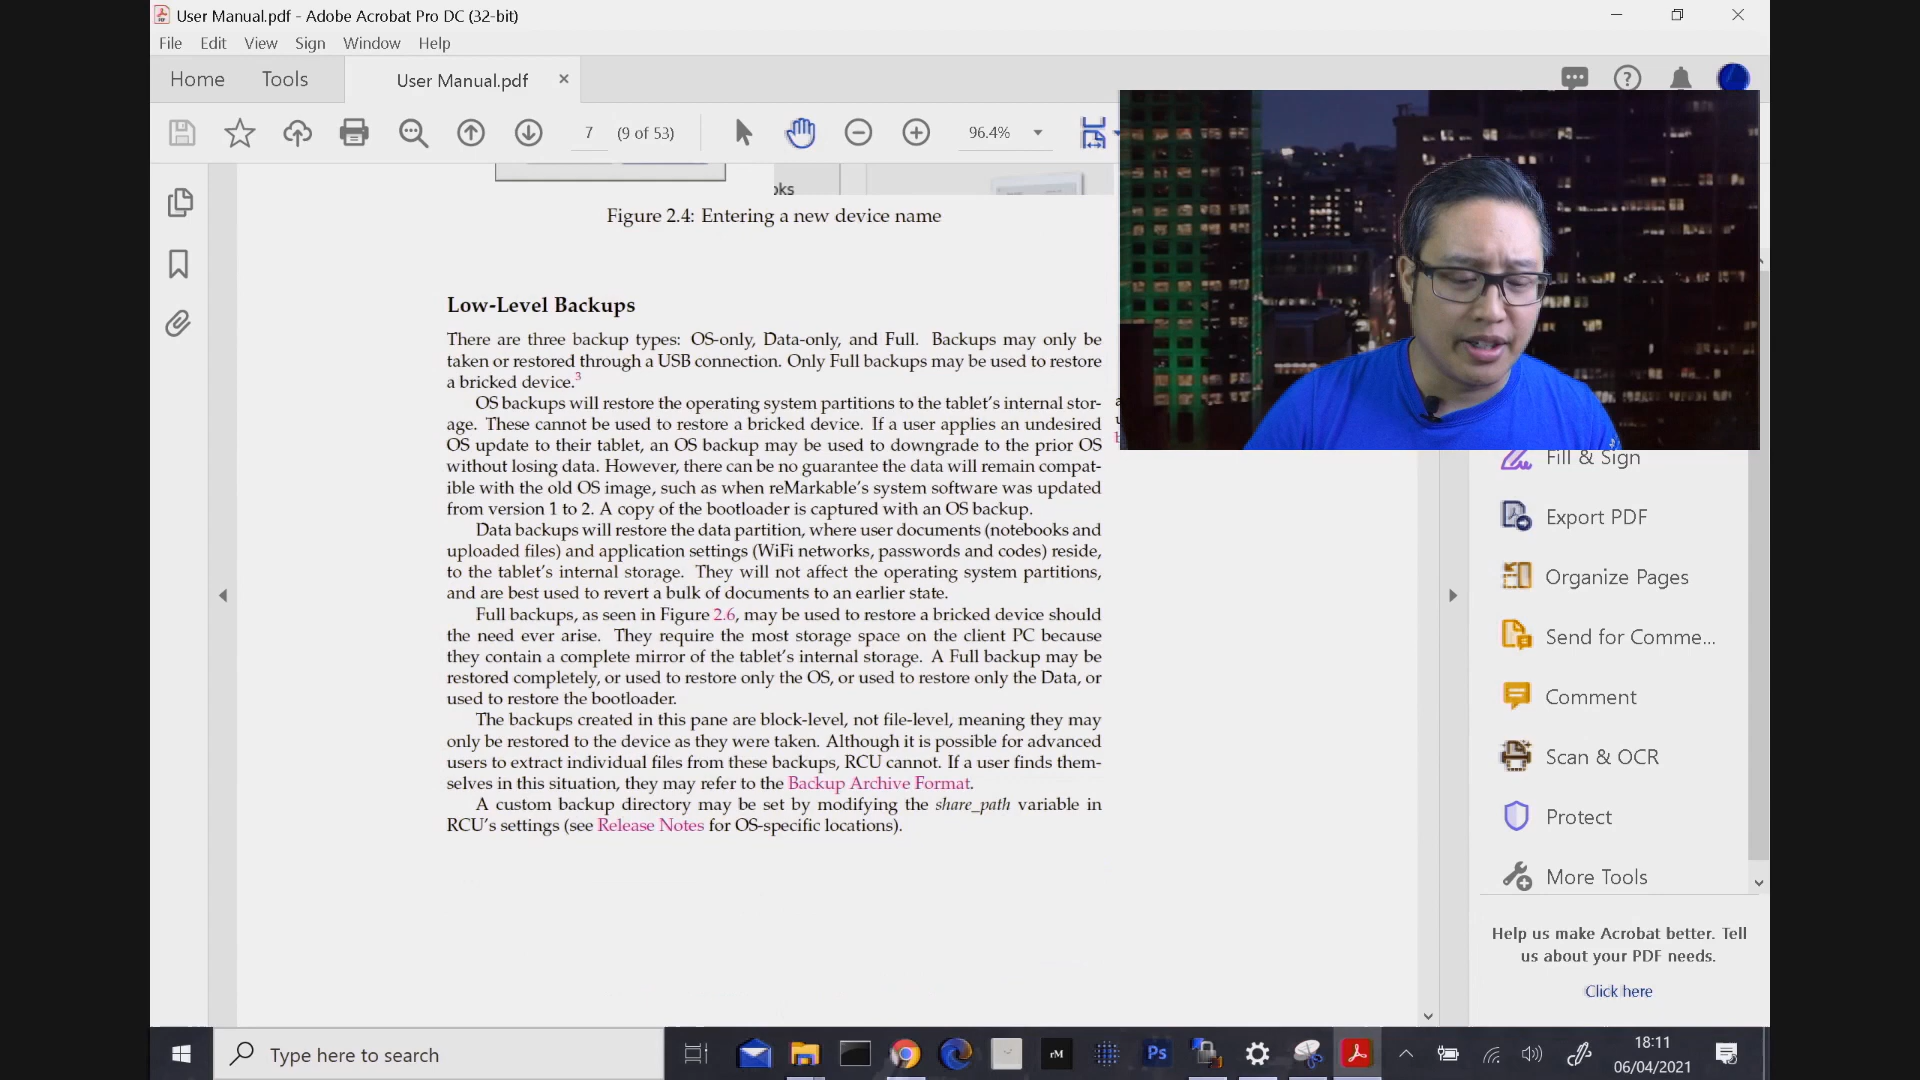 User Manual.pdf - Adobe Acrobat Pro DC (32-bit)
File Edit View Sign Window Help
Home Tools User Manual.pdf
7 (9 of 53) 96.4%
Figure 2.4: Entering a new device name
Low-Level Backups
There are three backup types: OS-only, Data-only, and Full. Backups may only be
taken or restored through a USB connection. Only Full backups may be used to restore
a bricked device.3
OS backups will restore the operating system partitions to the tablet's internal stor-
age. These cannot be used to restore a bricked device. If a user applies an undesired
OS update to their tablet, an OS backup may be used to downgrade to the prior OS
without losing data. However, there can be no guarantee the data will remain compat-
ible with the old OS image, such as when reMarkable's system software was updated
from version 1 to 2. A copy of the bootloader is captured with an OS backup.
Data backups will restore the data partition, where user documents (notebooks and
uploaded files) and application settings (WiFi networks, passwords and codes) reside,
to the tablet's internal storage. They will not affect the operating system partitions,
and are best used to revert a bulk of documents to an earlier state.
Full backups, as seen in Figure 2.6, may be used to restore a bricked device should
the need ever arise. They require the most storage space on the client PC because
they contain a complete mirror of the tablet's internal storage. A Full backup may be
restored completely, or used to restore only the OS, or used to restore only the Data, or
used to restore the bootloader.
The backups created in this pane are block-level, not file-level, meaning they may
only be restored to the device as they were taken. Although it is possible for advanced
users to extract individual files from these backups, RCU cannot. If a user finds them-
selves in this situation, they may refer to the Backup Archive Format.
A custom backup directory may be set by modifying the share_path variable in
RCU's settings (see Release Notes for OS-specific locations).
Fill & Sign
Export PDF
Organize Pages
Send for Comme...
Comment
Scan & OCR
Protect
More Tools
Help us make Acrobat better. Tell
us about your PDF needs.
Click here
Type here to search
rM
Ps
18:11
06/04/2021